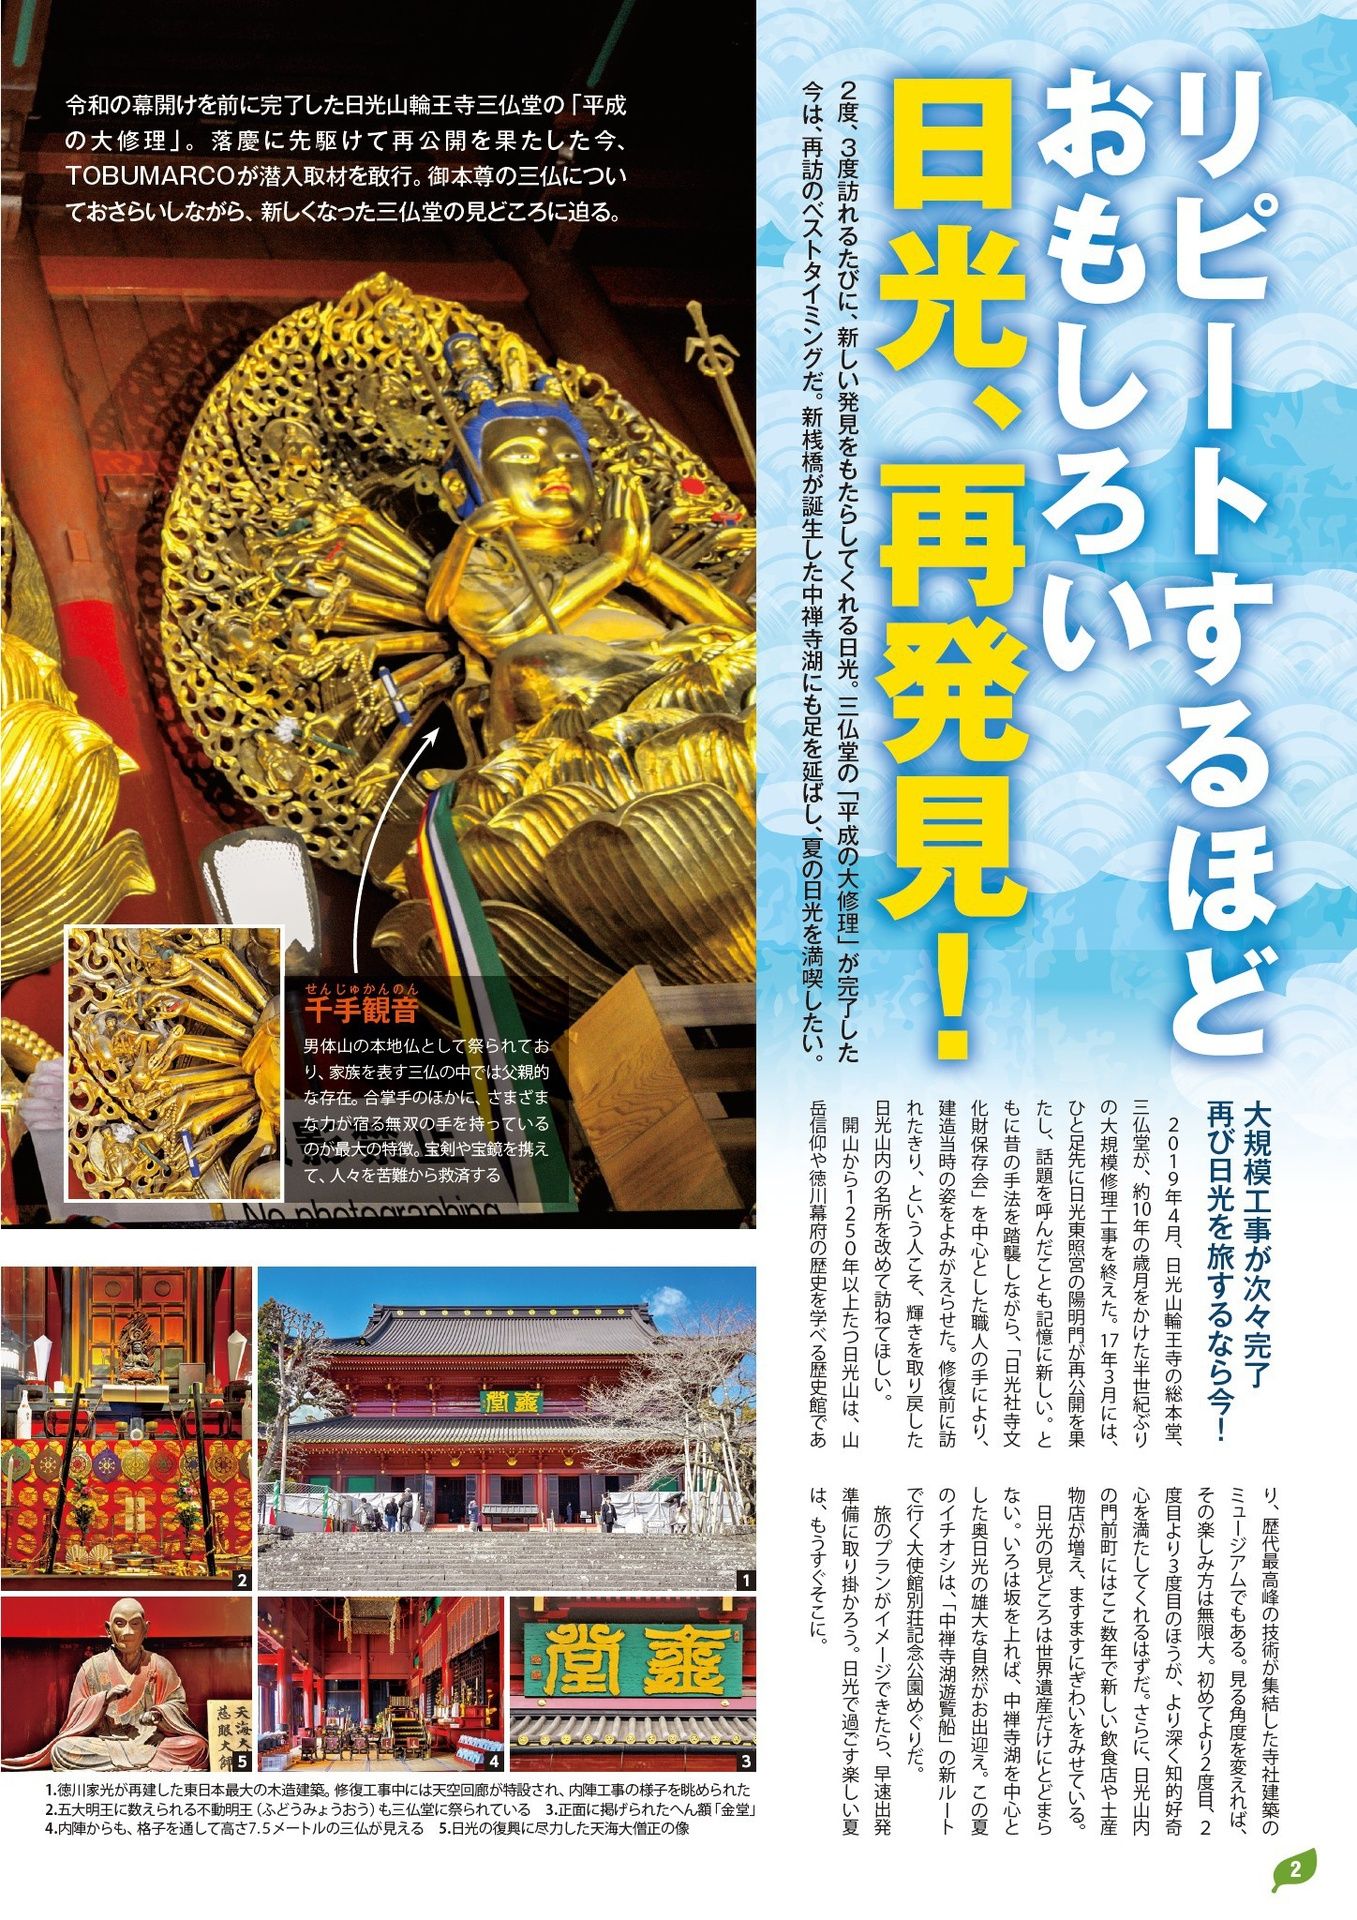 リピートするほど
おもしろい
日光、再発見！
２度、３度訪れるたびに、新しい発見をもたらしてくれる日光。三仏堂の「平成の大修理」が完了した
今は、再訪のベストタイミングだ。新桟橋が誕生した中禅寺湖にも足を延ばし、夏の日光を満喫したい。
令和の幕開けを前に完了した日光山輪王寺三仏堂の「平成
の大修理」。落慶に先駆けて再公開を果たした今、
TOBUMARCOが潜入取材を敢行。御本尊の三仏につい
ておさらいしながら、新しくなった三仏堂の見どころに迫る。
せんじゅかんのん
千手観音
男体山の本地仏として祭られてお
り、家族を表す三仏の中では父親的
な存在。合掌手のほかに、さまざま
な力が宿る無双の手を持っている
のが最大の特徴。宝剣や宝鏡を携え
て、人々を苦難から救済する
No photographing
大規模工事が次々完了
再び日光を旅するなら今！
２０１９年４月、日光山輪王寺の総本堂、
三仏堂が、約10年の歳月をかけた半世紀ぶり
の大規模修理工事を終えた。17年３月には、
ひと足先に日光東照宮の陽明門が再公開を果
たし、話題を呼んだことも記憶に新しい。と
もに昔の手法を踏襲しながら、「日光社寺文
化財保存会」を中心とした職人の手により、
建造当時の姿をよみがえらせた。修復前に訪
れたきり、という人こそ、輝きを取り戻した
日光山内の名所を改めて訪ねてほしい。
開山から１２５０年以上たつ日光山は、山
岳信仰や徳川幕府の歴史を学べる歴史館であ
り、歴代最高峰の技術が集結した寺社建築の
ミュージアムでもある。見る角度を変えれば、
その楽しみ方は無限大。初めてより２度目、２
度目より３度目のほうが、より深く知的好奇
心を満たしてくれるはずだ。さらに、日光山内
の門前町にはここ数年で新しい飲食店や土産
物店が増え、ますますにぎわいをみせている。
日光の見どころは世界遺産だけにとどまら
ない。いろは坂を上れば、中禅寺湖を中心と
した奥日光の雄大な自然がお出迎え。この夏
のイチオシは、「中禅寺湖遊覧船」の新ルート
で行く大使館別荘記念公園めぐりだ。
旅のプランがイメージできたら、早速出発
準備に取り掛かろう。日光で過ごす楽しい夏
は、もうすぐそこに。
2
1
金堂
5
天海大
慈眼大師
4
3
金堂
1.徳川家光が再建した東日本最大の木造建築。修復工事中には天空回廊が特設され、内陣工事の様子を眺められた
2.五大明王に数えられる不動明王（ふどうみょうおう）も三仏堂に祭られている　3.正面に掲げられたへん額「金堂」
4.内陣からも、格子を通して高さ7.5メートルの三仏が見える　5.日光の復興に尽力した天海大僧正の像
2